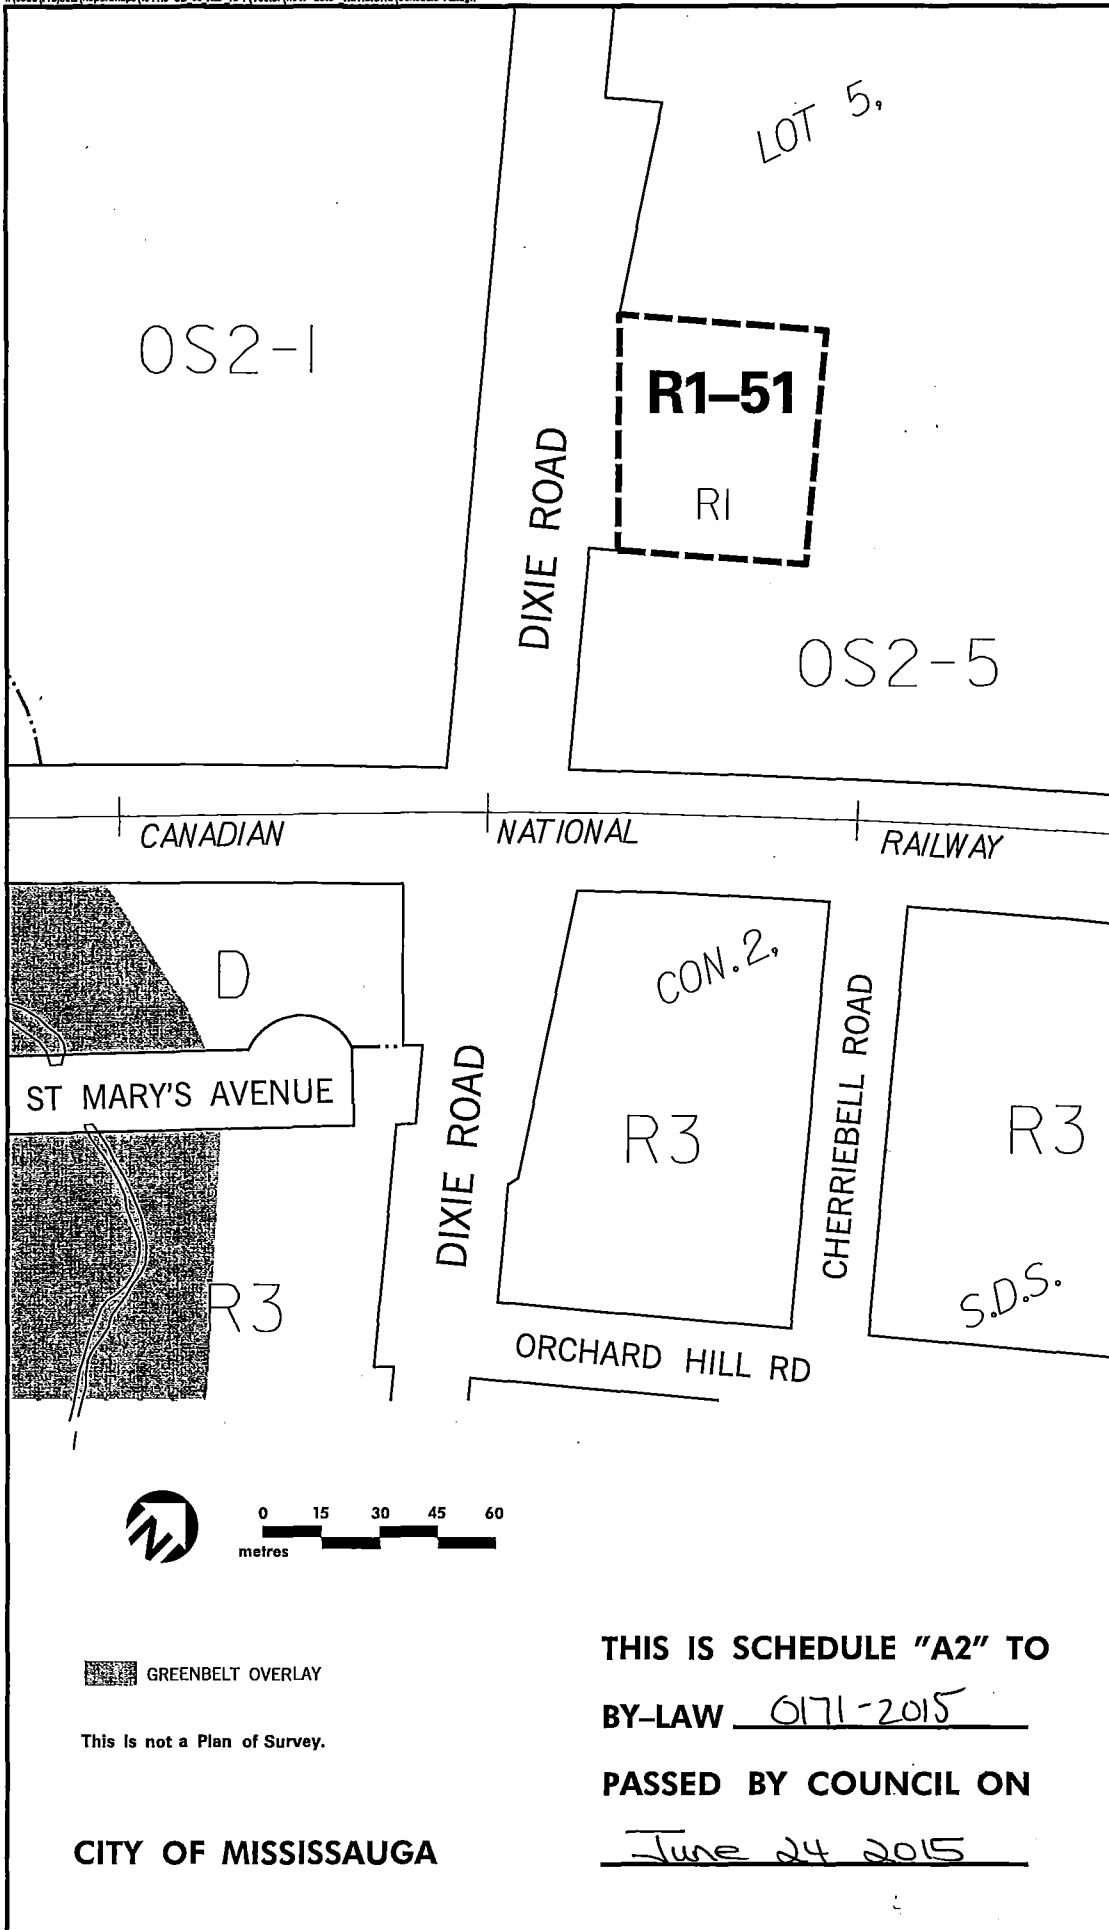 LOT 5,
OS2-1
R1-51
R1
DIXIE ROAD
OS2-5
CANADIAN NATIONAL RAILWAY
D
CON. 2,
ST MARY'S AVENUE
DIXIE ROAD
R3
CHERRIEBELL ROAD
R3
R3
S.D.S.
ORCHARD HILL RD
N
0 15 30 45 60
metres
GREENBELT OVERLAY
This is not a Plan of Survey.
CITY OF MISSISSAUGA
THIS IS SCHEDULE "A2" TO
BY-LAW 0171-2015
PASSED BY COUNCIL ON
June 24 2015